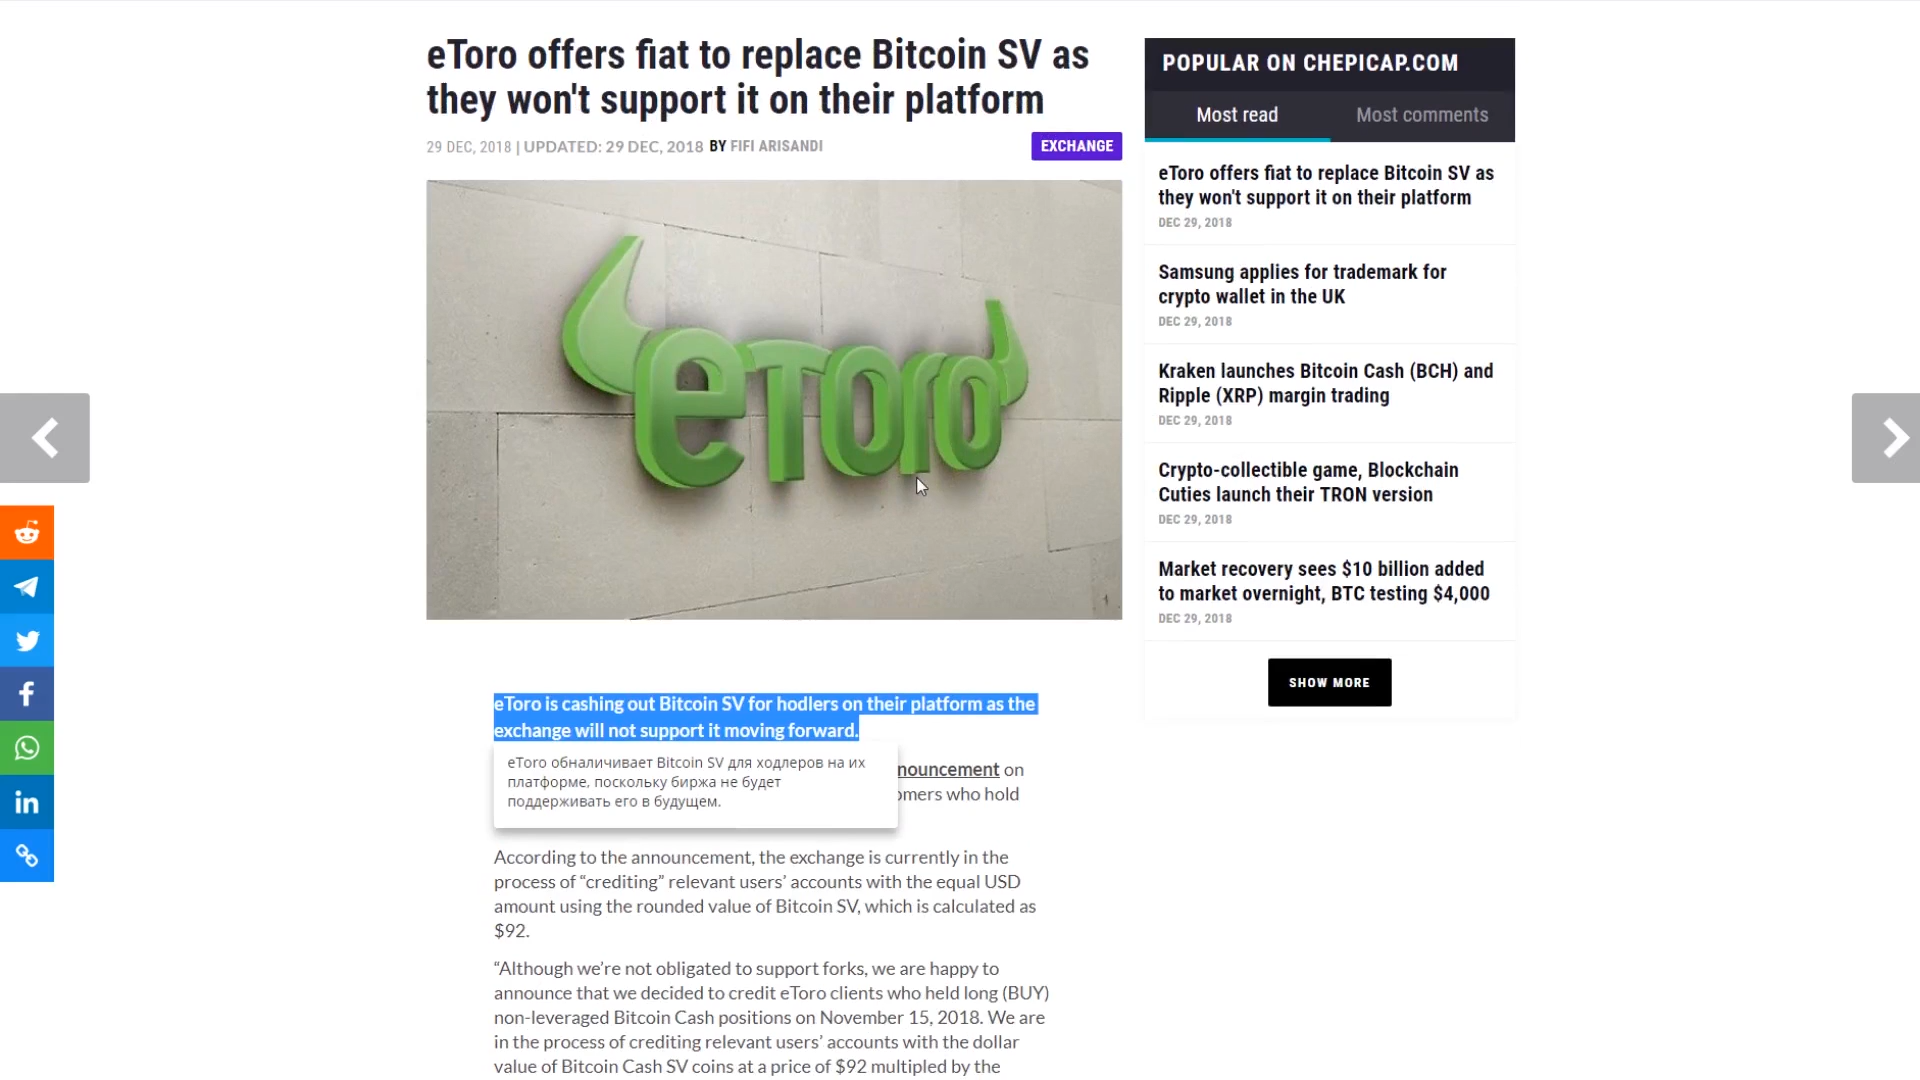 eToro offers fiat to replace Bitcoin SV as
they won't support it on their platform
29 DEC, 2018 | UPDATED: 29 DEC, 2018 BY FIFI ARISANDI
EXCHANGE
eToro
eToro is cashing out Bitcoin SV for hodlers on their platform as the
exchange will not support it moving forward.
eToro обналичивает Bitcoin SV для ходлеров на их
платформе, поскольку биржа не будет
поддерживать его в будущем.
nouncement on
omers who hold
According to the announcement, the exchange is currently in the
process of “crediting” relevant users’ accounts with the equal USD
amount using the rounded value of Bitcoin SV, which is calculated as
$92.
“Although we’re not obligated to support forks, we are happy to
announce that we decided to credit eToro clients who held long (BUY)
non-leveraged Bitcoin Cash positions on November 15, 2018. We are
in the process of crediting relevant users’ accounts with the dollar
value of Bitcoin Cash SV coins at a price of $92 multipled by the
POPULAR ON CHEPICAP.COM
Most read
Most comments
eToro offers fiat to replace Bitcoin SV as
they won't support it on their platform
DEC 29, 2018
Samsung applies for trademark for
crypto wallet in the UK
DEC 29, 2018
Kraken launches Bitcoin Cash (BCH) and
Ripple (XRP) margin trading
DEC 29, 2018
Crypto-collectible game, Blockchain
Cuties launch their TRON version
DEC 29, 2018
Market recovery sees $10 billion added
to market overnight, BTC testing $4,000
DEC 29, 2018
SHOW MORE